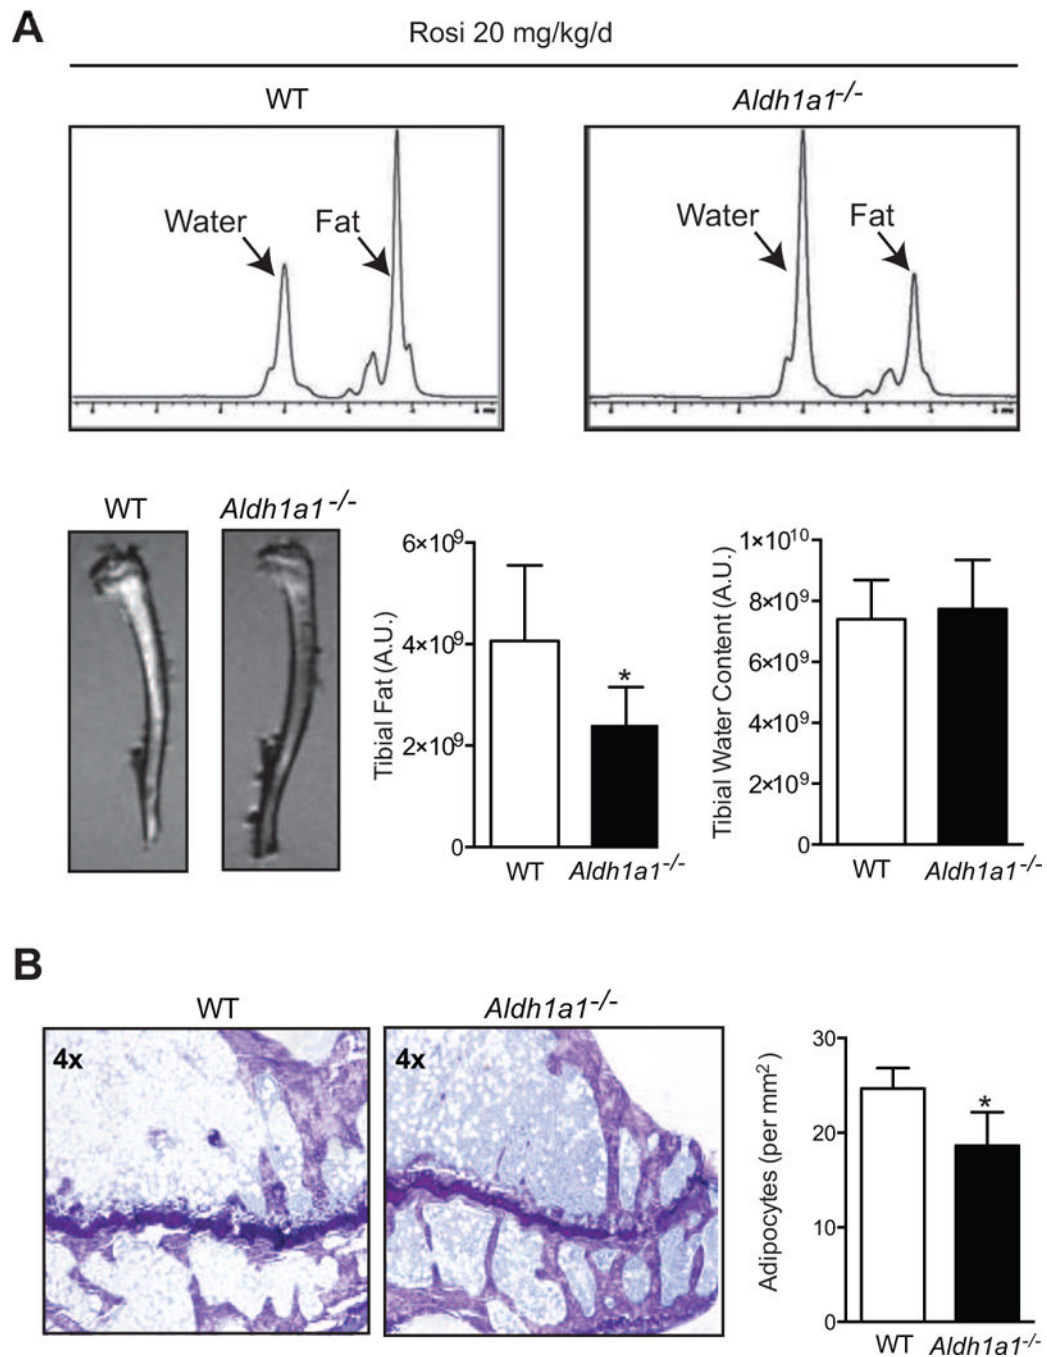 A
Rosi 20 mg/kg/d
WT
Aldh1a1-/-
Water
Fat
Water
Fat
WT
Aldh1a1-/-
Tibial Fat (A.U.)
6×10⁹
4×10⁹
2×10⁹
0
*
WT
Aldh1a1-/-
Tibial Water Content (A.U.)
1×10¹⁰
8×10⁹
6×10⁹
4×10⁹
2×10⁹
0
WT
Aldh1a1-/-
B
WT
Aldh1a1-/-
4x
4x
Adipocytes (per mm²)
30
20
10
0
*
WT
Aldh1a1-/-